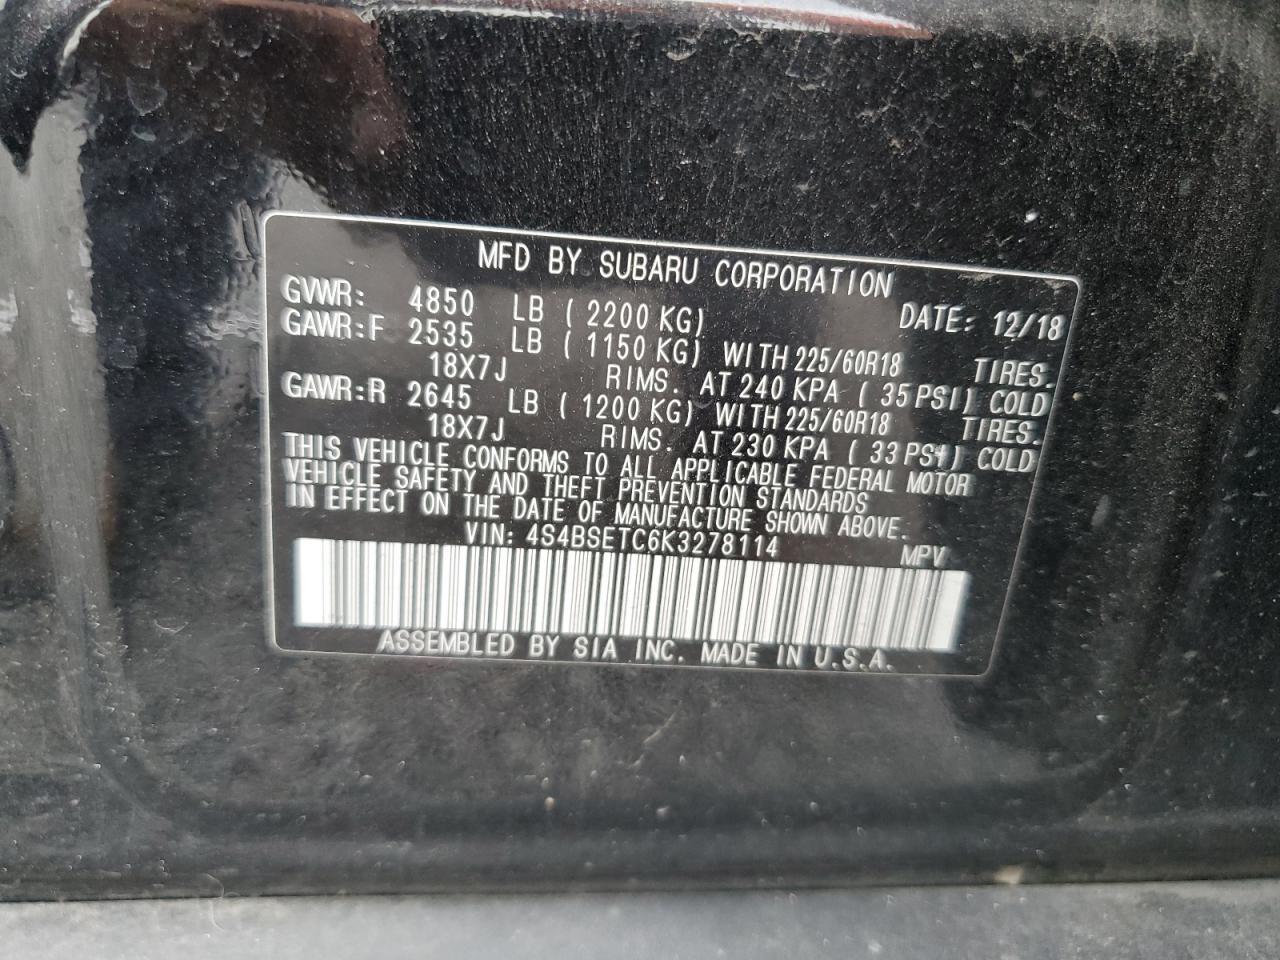 MFD BY SUBARU CORPORATION
GVWR: 4850 LB ( 2200 KG) DATE: 12/18
GAWR:F 2535 LB ( 1150 KG) WITH 225/60R18 TIRES.
18X7J RIMS. AT 240 KPA ( 35 PSI) COLD
GAWR:R 2645 LB ( 1200 KG) WITH 225/60R18 TIRES.
18X7J RIMS. AT 230 KPA ( 33 PSI) COLD
THIS VEHICLE CONFORMS TO ALL APPLICABLE FEDERAL MOTOR
VEHICLE SAFETY AND THEFT PREVENTION STANDARDS
IN EFFECT ON THE DATE OF MANUFACTURE SHOWN ABOVE.
VIN: 4S4BSETC6K3278114 MPV
ASSEMBLED BY SIA INC. MADE IN U.S.A.